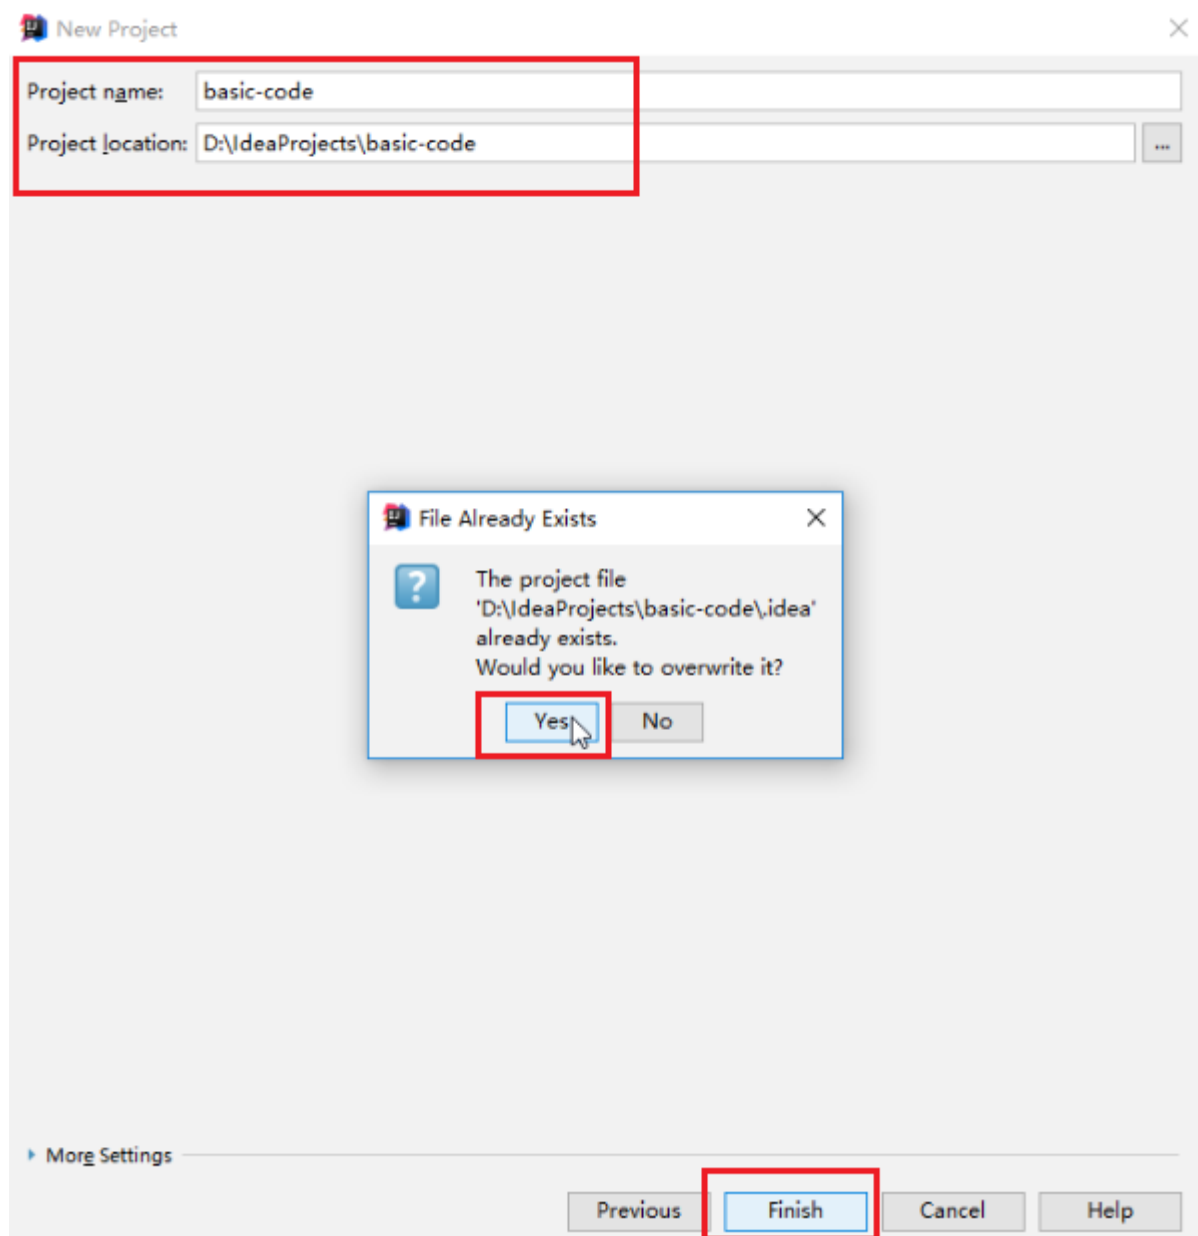 New Project
Project name: basic-code
Project location: D:\IdeaProjects\basic-code ...
File Already Exists
The project file
'D:\IdeaProjects\basic-code\.idea'
already exists.
Would you like to overwrite it?
Yes No
More Settings
Previous Finish Cancel Help